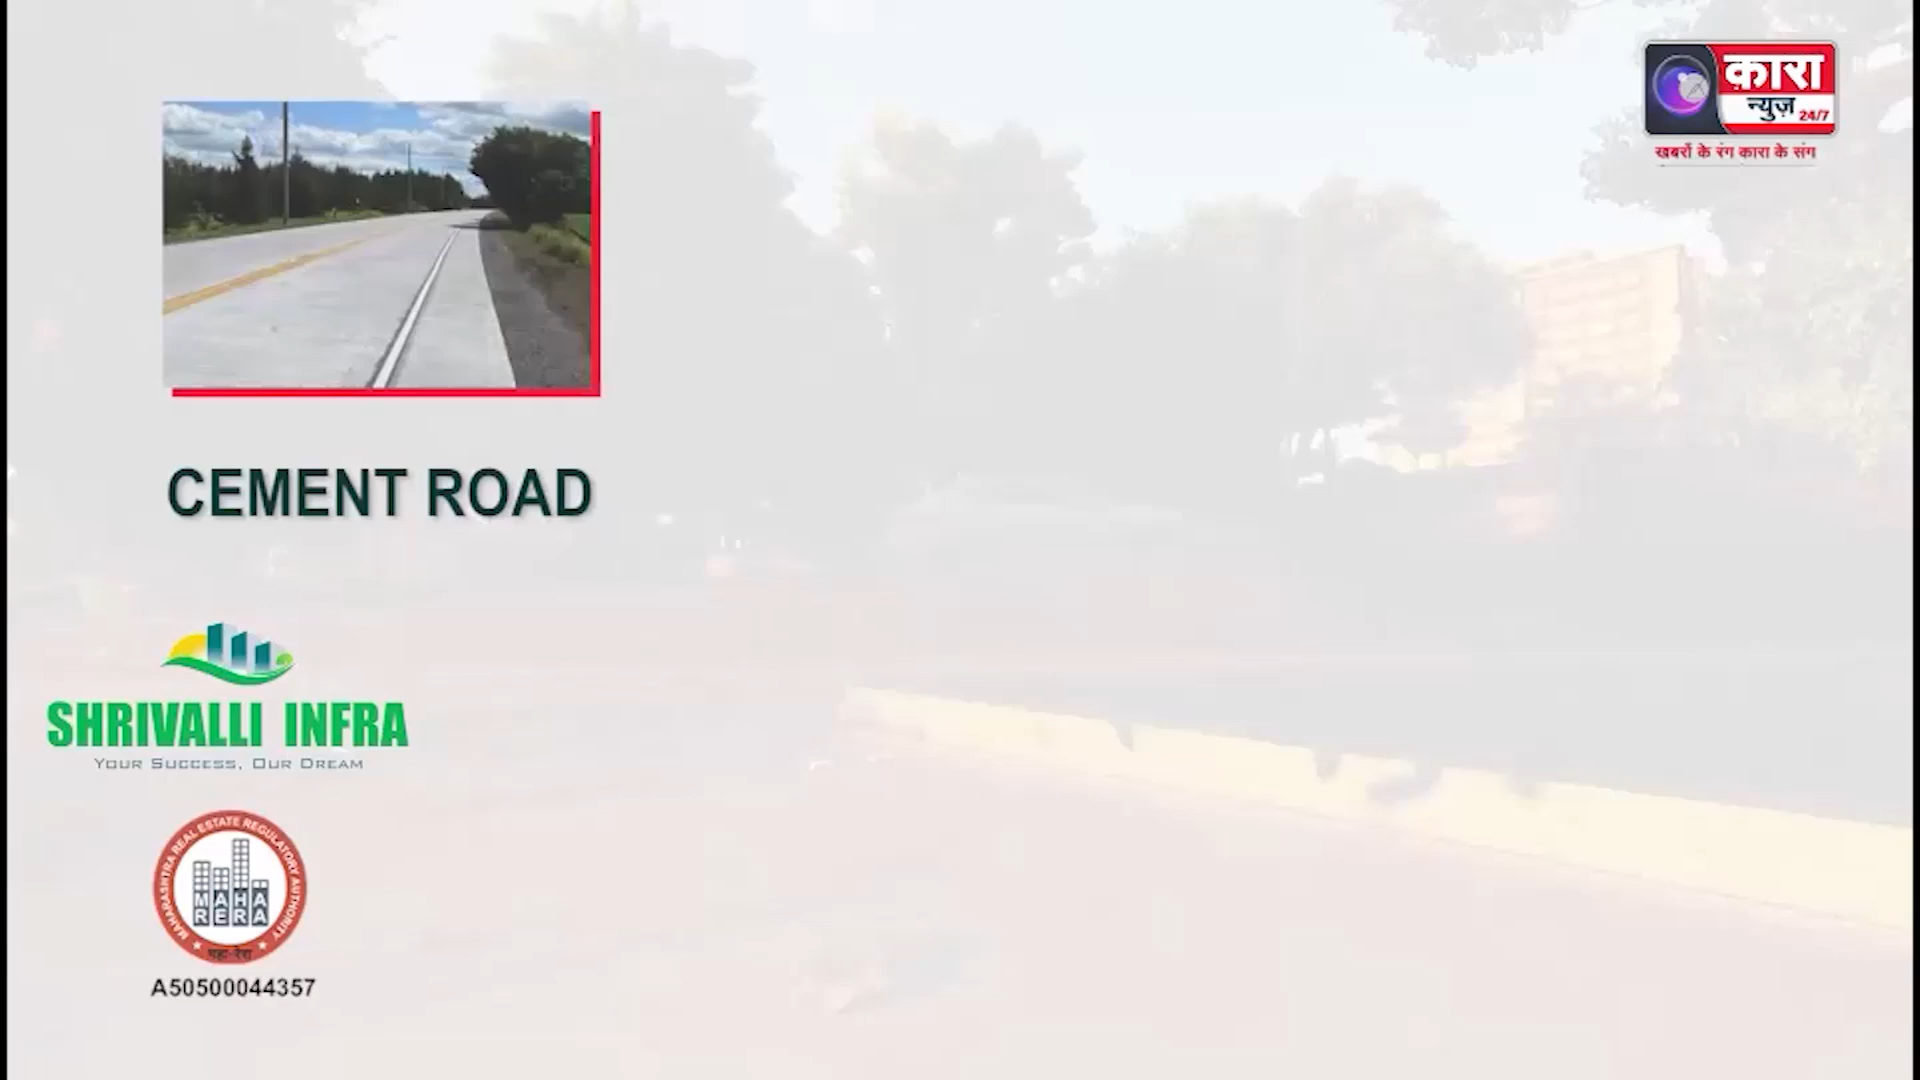 क़ारा
न्युज़ 24/7
खबरों के रंग कारा के संग
CEMENT ROAD
SHRIVALLI INFRA
YOUR SUCCESS, OUR DREAM
MAHARASHTRA REAL ESTATE REGULATORY AUTHORITY
MAHA
RERA
महा-रेरा
A50500044357